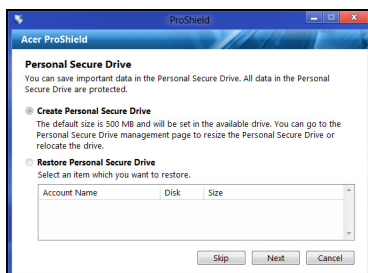 ProShield
Acer ProShield
Personal Secure Drive
You can save important data in the Personal Secure Drive. All data in the Personal
Secure Drive are protected.
Create Personal Secure Drive
The default size is 500 MB and will be set in the available drive. You can go to the
Personal Secure Drive management page to resize the Personal Secure Drive or
relocate the drive.
Restore Personal Secure Drive
Select an item which you want to restore.
Account Name Disk Size
Skip Next Cancel